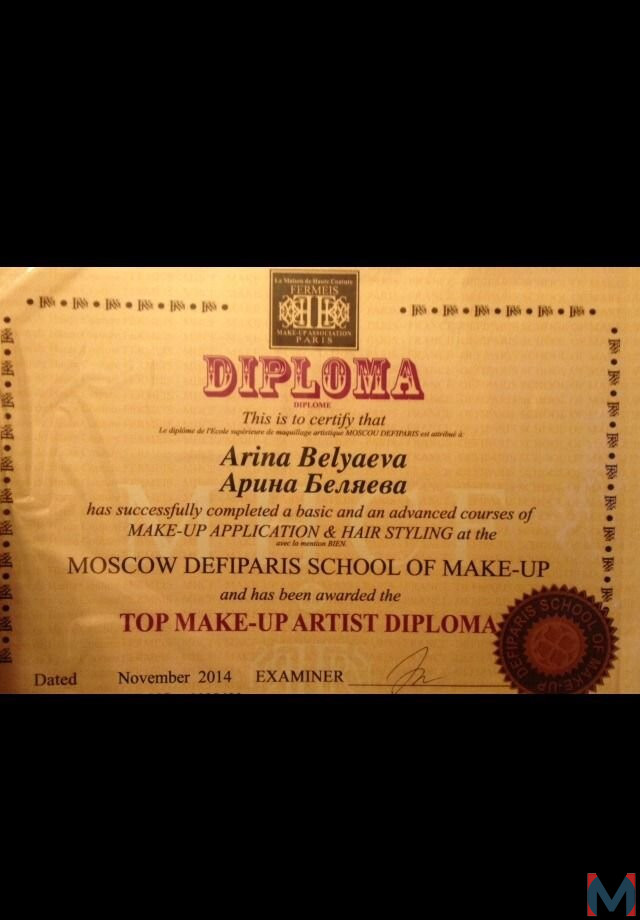 La Maison de Haute Couture
FERMEIS
MAKE-UP ASSOCIATION
PARIS
DIPLOMA
DIPLOME
This is to certify that
Le diplôme de l'Ecole supérieure de maquillage artistique MOSCOU DEFIPARIS est attribué à
Arina Belyaeva
Арина Беляева
has successfully completed a basic and an advanced courses of
MAKE-UP APPLICATION & HAIR STYLING at the
avec la mention BIEN.
MOSCOW DEFIPARIS SCHOOL OF MAKE-UP
and has been awarded the
TOP MAKE-UP ARTIST DIPLOMA
DEFIPARIS SCHOOL OF MAKE-UP
Dated November 2014 EXAMINER
M